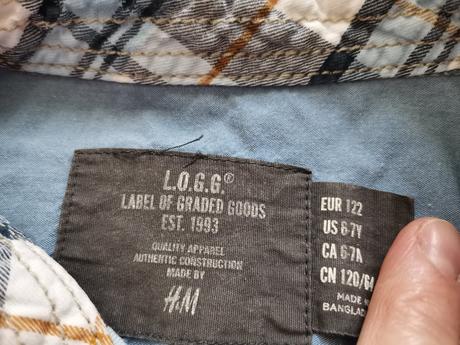 L.O.G.G.®
LABEL OF GRADED GOODS
EST. 1993
QUALITY APPAREL
AUTHENTIC CONSTRUCTION
MADE BY
H&M
EUR 122
US 6-7Y
CA 6-7A
CN 120/64
MADE IN
BANGLAD